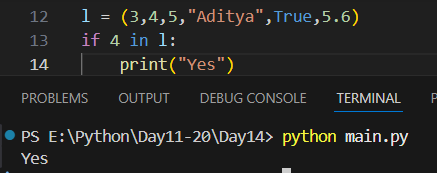 12 l = (3,4,5,"Aditya",True,5.6)
13 if 4 in l:
14     print("Yes")
PROBLEMS OUTPUT DEBUG CONSOLE TERMINAL
PS E:\Python\Day11-20\Day14> python main.py
Yes